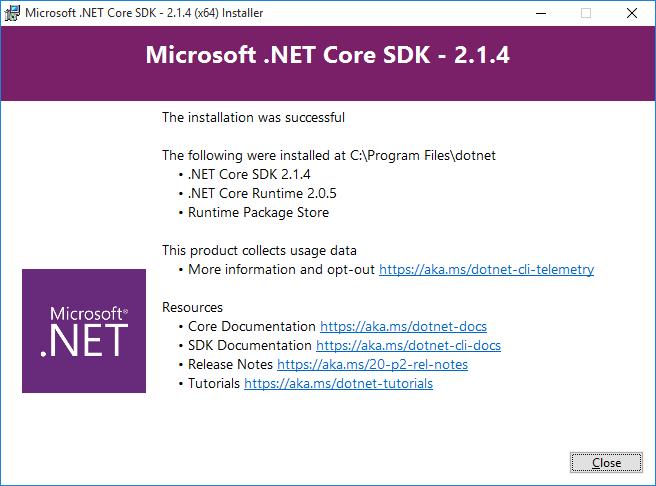 Microsoft .NET Core SDK - 2.1.4 (x64) Installer
Microsoft .NET Core SDK - 2.1.4
The installation was successful
The following were installed at C:\Program Files\dotnet
• .NET Core SDK 2.1.4
• .NET Core Runtime 2.0.5
• Runtime Package Store
This product collects usage data
• More information and opt-out https://aka.ms/dotnet-cli-telemetry
Resources
• Core Documentation https://aka.ms/dotnet-docs
• SDK Documentation https://aka.ms/dotnet-cli-docs
• Release Notes https://aka.ms/20-p2-rel-notes
• Tutorials https://aka.ms/dotnet-tutorials
Microsoft®
.NET
Close